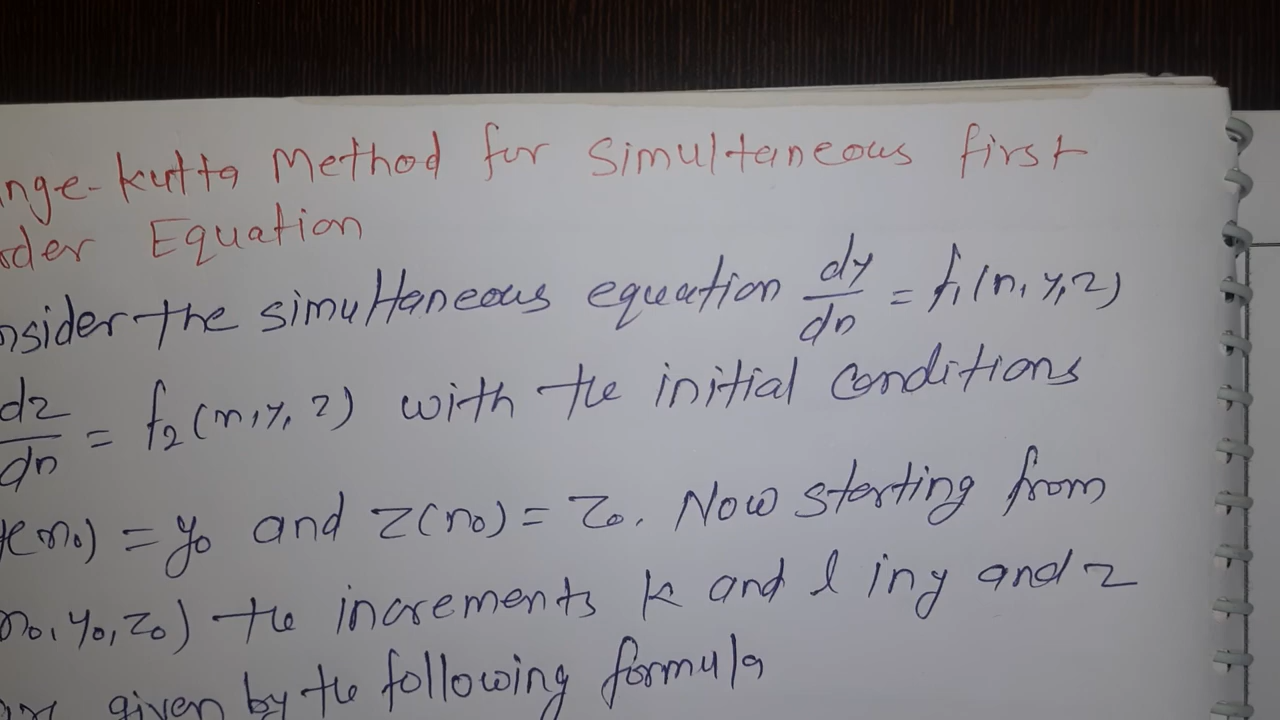 nge-kutta Method for Simultaneous first
der Equation
nsider the simultaneous equation dy/dn = f₁(n, y, z)
dz/dn = f₂(n, y, z) with the initial conditions
y(n₀) = y₀ and z(n₀) = z₀. Now starting from
n₀, y₀, z₀) the increments k and l in y and z
are given by the following formula